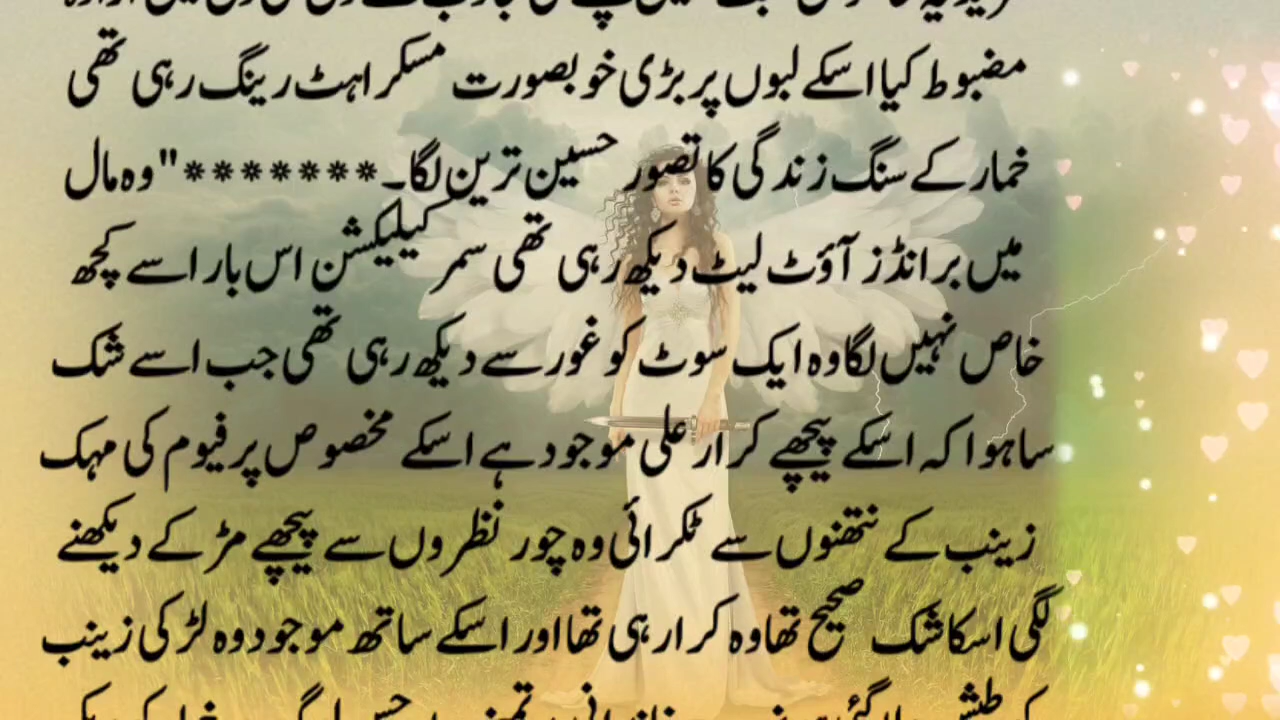 مضبوط کیا اسکے لبوں پر بڑی خوبصورت مسکراہٹ رینگ رہی تھی
خمار کے سنگ زندگی کا تصور حسین ترین لگا۔*******"وہ مال
میں برانڈز آؤٹ لیٹ دیکھ رہی تھی سمر کیلیکیشن اس بار اسے کچھ
خاص نہیں لگا وہ ایک سوٹ کو غور سے دیکھ رہی تھی جب اسے شک
سا ہوا کہ اسکے پیچھے کرار علی موجود ہے اسکے مخصوص پرفیوم کی مہک
زینب کے نتھنوں سے ٹکرائی وہ چور نظروں سے پیچھے مڑ کے دیکھنے
لگی اسکا شک صحیح تھا وہ کرار ہی تھا اور اسکے ساتھ موجود وہ لڑکی زینب